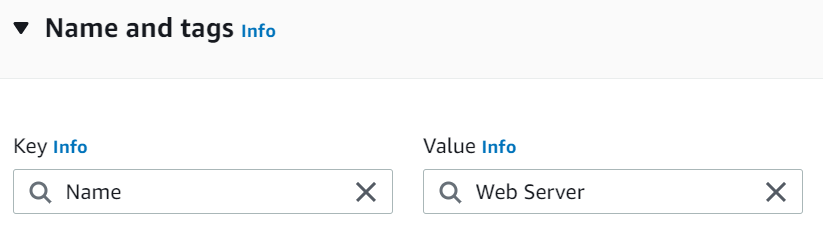 Name and tags Info
Key Info
Value Info
Name
Web Server